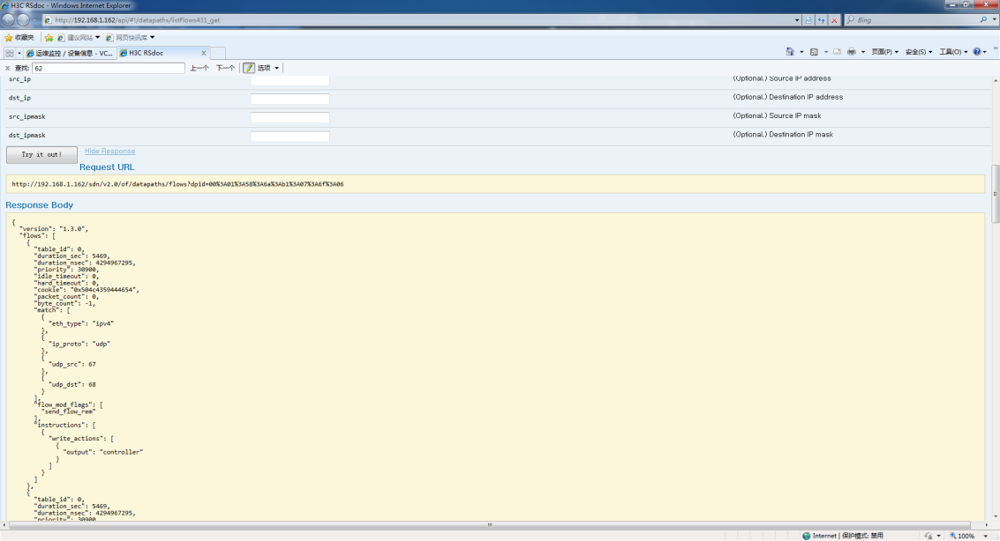 H3C RSdoc - Windows Internet Explorer
http://192.168.1.162/api/#!/datapaths/listFlows431_get
Bing
收藏夹 建议网站 网页快讯库
运维监控 / 设备信息 - VC... H3C RSdoc x 页面(P) 安全(S) 工具(O)
x 查找: 62 上一个 下一个 选项
src_ip (Optional.) Source IP address
dst_ip (Optional.) Destination IP address
src_ipmask (Optional.) Source IP mask
dst_ipmask (Optional.) Destination IP mask
Try it out! Hide Response
Request URL
http://192.168.1.162/sdn/v2.0/of/datapaths/flows?dpid=00%3A01%3A58%3A6a%3Ab1%3A07%3A6f%3A06
Response Body
{
"version": "1.3.0",
"flows": [
{
"table_id": 0,
"duration_sec": 5469,
"duration_nsec": 4294967295,
"priority": 30900,
"idle_timeout": 0,
"hard_timeout": 0,
"cookie": "0x504c4359444654",
"packet_count": 0,
"byte_count": -1,
"match": [
{
"eth_type": "ipv4"
},
{
"ip_proto": "udp"
},
{
"udp_src": 67
},
{
"udp_dst": 68
}
],
"flow_mod_flags": [
"send_flow_rem"
],
"instructions": [
{
"write_actions": [
{
"output": "controller"
}
]
}
]
},
{
"table_id": 0,
"duration_sec": 5469,
"duration_nsec": 4294967295,
"priority": 30900,
Internet | 保护模式: 禁用 100%